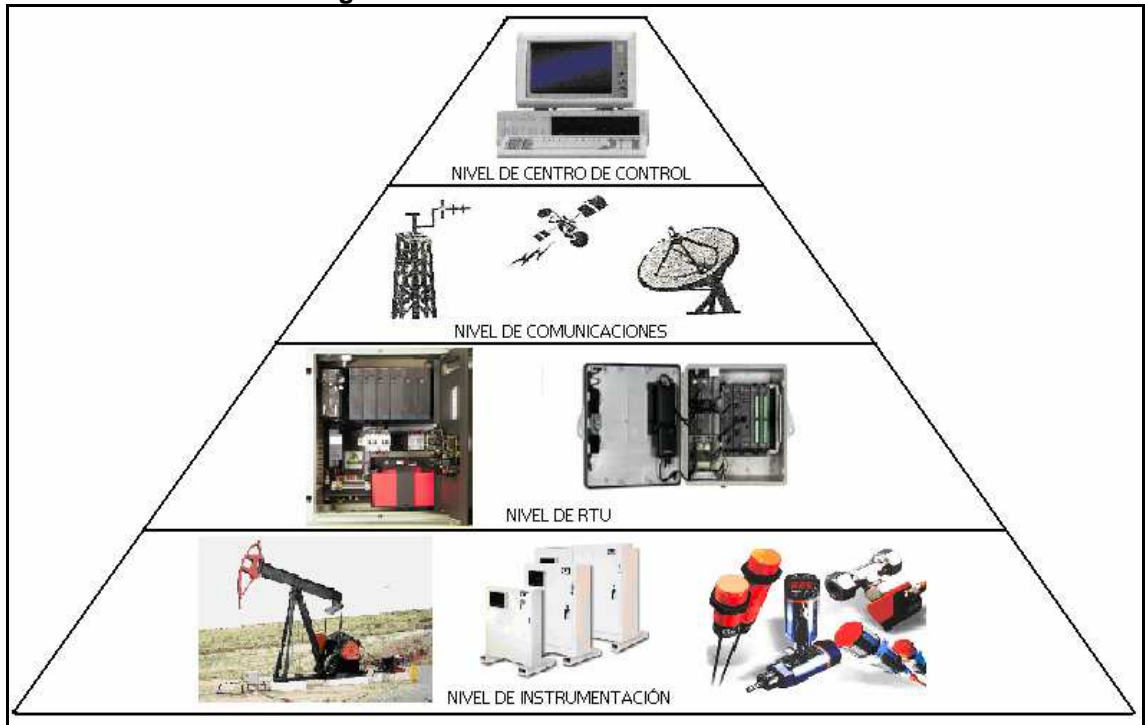 NIVEL DE CENTRO DE CONTROL
NIVEL DE COMUNICACIONES
NIVEL DE RTU
NIVEL DE INSTRUMENTACIÓN